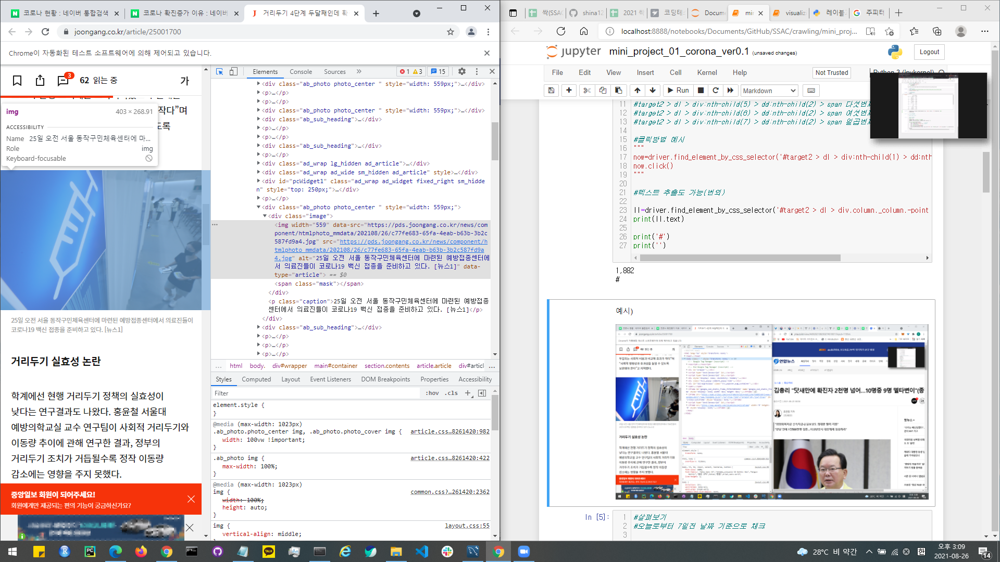 코로나 현황 : 네이버 통합검색
코로나 확진증가 이유 : 네이버
거리두기 4단계 두달째인데 확
joongang.co.kr/article/25001700
Chrome이 자동화된 테스트 소프트웨어에 의해 제어되고 있습니다.
3
62 읽는 중
가
작다"며
도록
img
403 × 268.91
ACCESSIBILITY
Name 25일 오전 서울 동작구민체육센터에 마...
Role img
Keyboard-focusable
25일 오전 서울 동작구민체육센터에 마련된 예방접종센터에서 의료진들이
코로나19 백신 접종을 준비하고 있다. [뉴스1]
거리두기 실효성 논란
학계에선 현행 거리두기 정책의 실효성이
낮다는 연구결과도 나왔다. 홍윤철 서울대
예방의학교실 교수 연구팀이 사회적 거리두기와
이동량 추이에 관해 연구한 결과, 정부의
거리두기 조치가 거듭될수록 정작 이동량
감소에는 영향을 주지 못했다.
중앙일보 회원이 되어주세요!
회원에게만 제공되는 편의 기능이 궁금하신가요?
Elements Console Sources » 1 3 15
<div class="ab_photo photo_center " style="width: 559px;">…</div>
<p>…</p>
<p>…</p>
<div class="ab_photo photo_center " style="width: 559px;">…</div>
<div class="ab_sub_heading">…</div>
<p>…</p>
<p>…</p>
<div class="ab_sub_heading">…</div>
<p>…</p>
<div class="ad_wrap lg_hidden ad_article">…</div>
<div class="ad_wrap ad_wide sm_hidden ad_article" style>…</div>
<div id="pcWidget1" class="ad_wrap ad_widget fixed_right sm_hidde
n" style="top: 250px;">…</div>
<p>…</p>
<div class="ab_photo photo_center " style="width: 559px;">
<div class="image">
<img width="559" data-src="https://pds.joongang.co.kr/news/com
ponent/htmlphoto_mmdata/202108/26/c77fe683-65fa-4eab-b63b-3b2c
587fd9a4.jpg" src="https://pds.joongang.co.kr/news/component/h
tmlphoto_mmdata/202108/26/c77fe683-65fa-4eab-b63b-3b2c587fd9a
4.jpg" alt="25일 오전 서울 동작구민체육센터에 마련된 예방접종센터에
서 의료진들이 코로나19 백신 접종을 준비하고 있다. [뉴스1]" data-
type="article"> == $0
<span class="mask"></span>
</div>
<p class="caption">25일 오전 서울 동작구민체육센터에 마련된 예방접종
센터에서 의료진들이 코로나19 백신 접종을 준비하고 있다. [뉴스1]</p>
</div>
<div class="ab_sub_heading">…</div>
<p>…</p>
<p>…</p>
<p>…</p>
… html body. div#wrapper main#container section.contents article.article div#articl …
Styles Computed Layout Event Listeners DOM Breakpoints Properties Accessibility
Filter :hov .cls
element.style {
}
@media (max-width: 1023px)
.ab_photo.photo_center img, .ab_photo.photo_cover img { article.css…8261420:982
width: 100vw !important;
}
.ab_photo img { article.css…8261420:422
max-width: 100%;
}
@media (max-width: 1023px)
img { common.css?…261420:2362
width: 100%;
height: auto;
}
img { layout.css:55
vertical-align: middle;
싹(SSAC
shina12
2021 싹
코딩테
Docum
mi
visualiz
레이블
주피터
localhost:8888/notebooks/Documents/GitHub/SSAC/crawling/mini_proj...
jupyter mini_project_01_corona_ver0.1 (unsaved changes)
Logout
File Edit View Insert Cell Kernel Help
Not Trusted
Python 3 (ipykernel)
Run
Markdown
11 #target2 > dl > div:nth-child(5) > dd:nth-child(2) > span 다섯번째
12 #target2 > dl > div:nth-child(6) > dd:nth-child(2) > span 여섯번째
13 #target2 > dl > div:nth-child(7) > dd:nth-child(2) > span 일곱번째
14
15 #클릭방법 예시
16 """
17 now=driver.find_element_by_css_selector('#target2 > dl > div:nth-child(1) > dd:nth
18 now.click()
19 """
20
21 #텍스트 추출도 가능(번외)
22
23 ll=driver.find_element_by_css_selector('#target2 > dl > div.column._column.-point
24 print(ll.text)
25
26 print('#')
27 print('')
1,882
#
예시)
연합뉴스
김총리 "닷새만에 확진자 2천명 넘어…10명중 9명 델타변이"(종
거리두기 실효성 논란
In [5]:
1 #살펴보기
2 #오늘로부터 7일전 날짜 기준으로 체크
3
28°C 비 약간
한
오후 3:09
2021-08-26
14